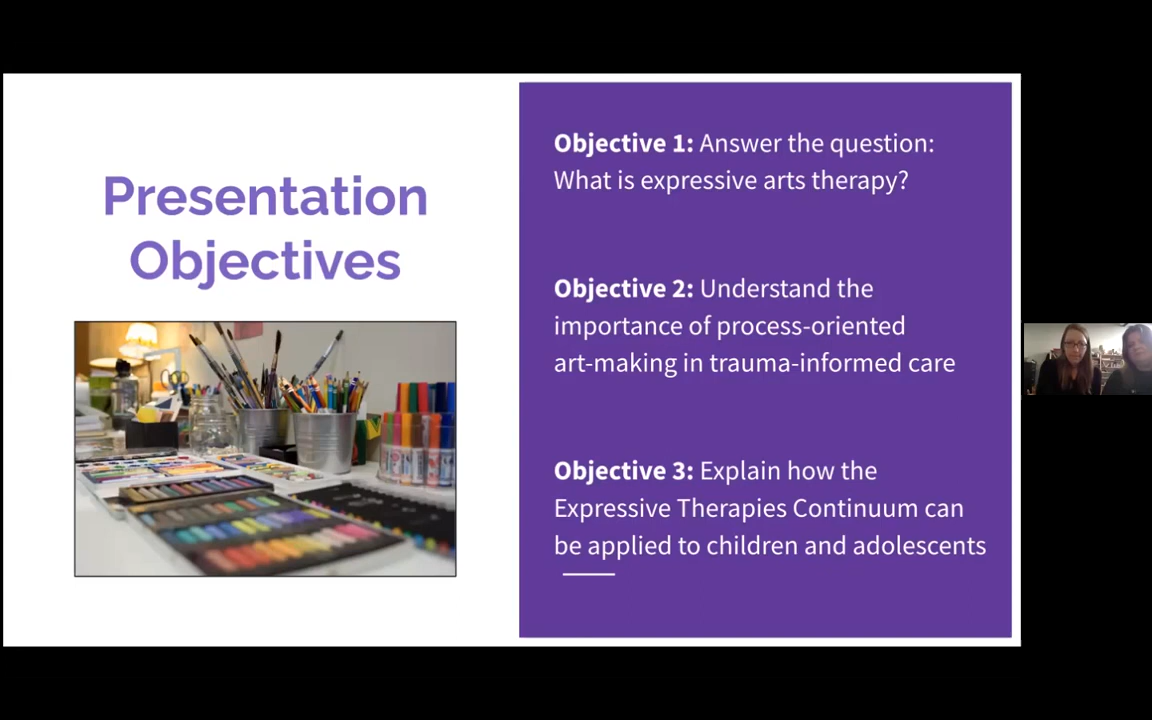 Presentation
Objectives
Objective 1: Answer the question:
What is expressive arts therapy?
Objective 2: Understand the
importance of process-oriented
art-making in trauma-informed care
Objective 3: Explain how the
Expressive Therapies Continuum can
be applied to children and adolescents